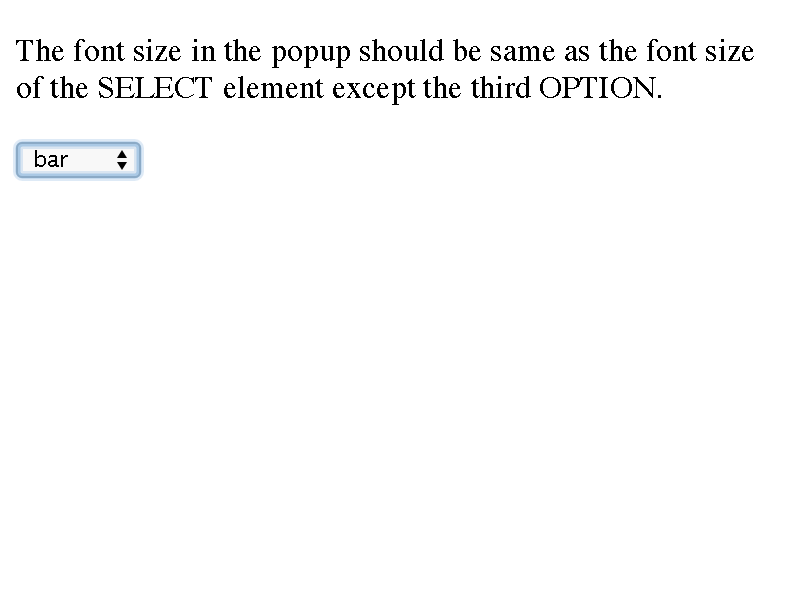 The font size in the popup should be same as the font size
of the SELECT element except the third OPTION.
bar